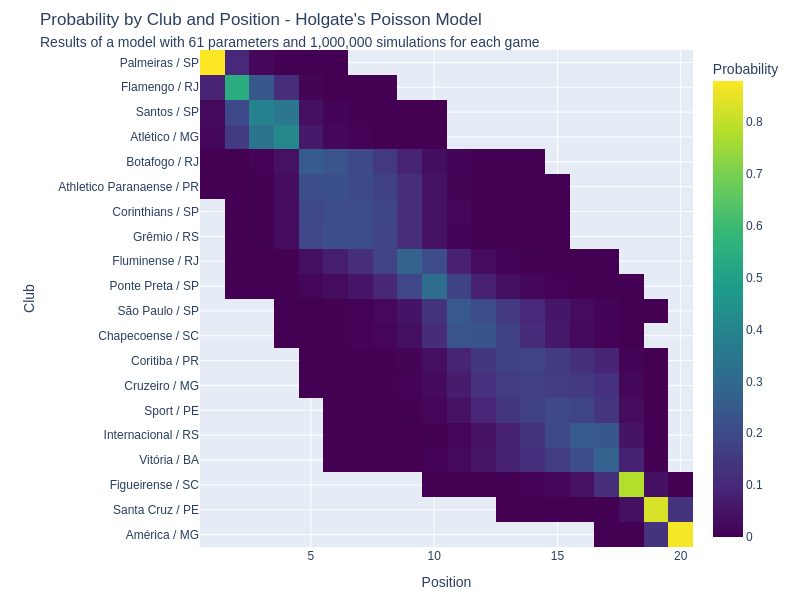 Probability by Club and Position - Holgate's Poisson Model
Results of a model with 61 parameters and 1,000,000 simulations for each game
Probability
Palmeiras / SP
Flamengo / RJ
Santos / SP
Atlético / MG
Botafogo / RJ
Athletico Paranaense / PR
Corinthians / SP
Grêmio / RS
Fluminense / RJ
Ponte Preta / SP
São Paulo / SP
Chapecoense / SC
Coritiba / PR
Cruzeiro / MG
Sport / PE
Internacional / RS
Vitória / BA
Figueirense / SC
Santa Cruz / PE
América / MG
Club
5
10
15
20
Position
0.8
0.7
0.6
0.5
0.4
0.3
0.2
0.1
0